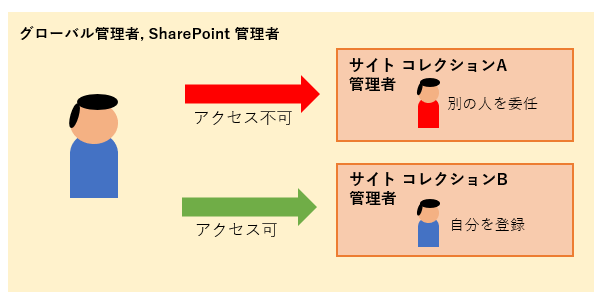 グローバル管理者, SharePoint 管理者
サイト コレクションA
管理者
別の人を委任
アクセス不可
サイト コレクションB
管理者
自分を登録
アクセス可